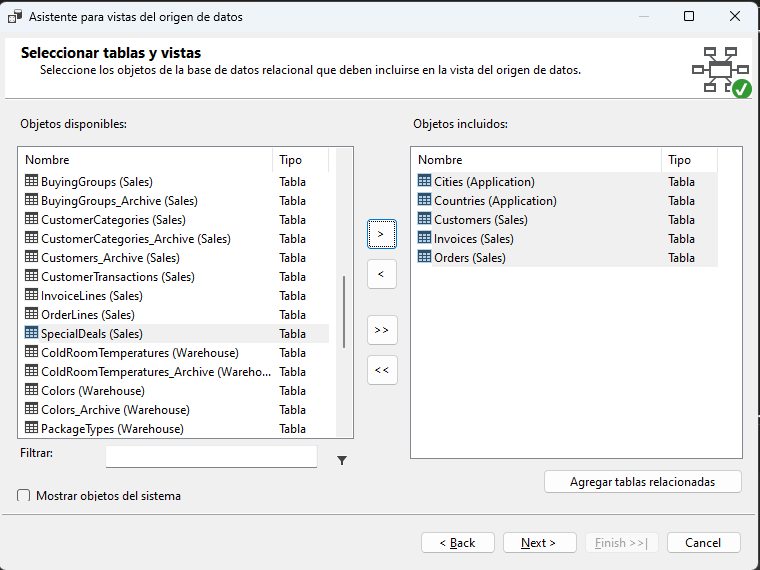 Asistente para vistas del origen de datos
Seleccionar tablas y vistas
Seleccione los objetos de la base de datos relacional que deben incluirse en la vista del origen de datos.
Objetos disponibles:
Nombre Tipo
BuyingGroups (Sales) Tabla
BuyingGroups_Archive (Sales) Tabla
CustomerCategories (Sales) Tabla
CustomerCategories_Archive (Sales) Tabla
Customers_Archive (Sales) Tabla
CustomerTransactions (Sales) Tabla
InvoiceLines (Sales) Tabla
OrderLines (Sales) Tabla
SpecialDeals (Sales) Tabla
ColdRoomTemperatures (Warehouse) Tabla
ColdRoomTemperatures_Archive (Wareho... Tabla
Colors (Warehouse) Tabla
Colors_Archive (Warehouse) Tabla
PackageTypes (Warehouse) Tabla
Filtrar:
Mostrar objetos del sistema
>
<
>>
<<
Objetos incluidos:
Nombre Tipo
Cities (Application) Tabla
Countries (Application) Tabla
Customers (Sales) Tabla
Invoices (Sales) Tabla
Orders (Sales) Tabla
Agregar tablas relacionadas
< Back Next > Finish >>| Cancel